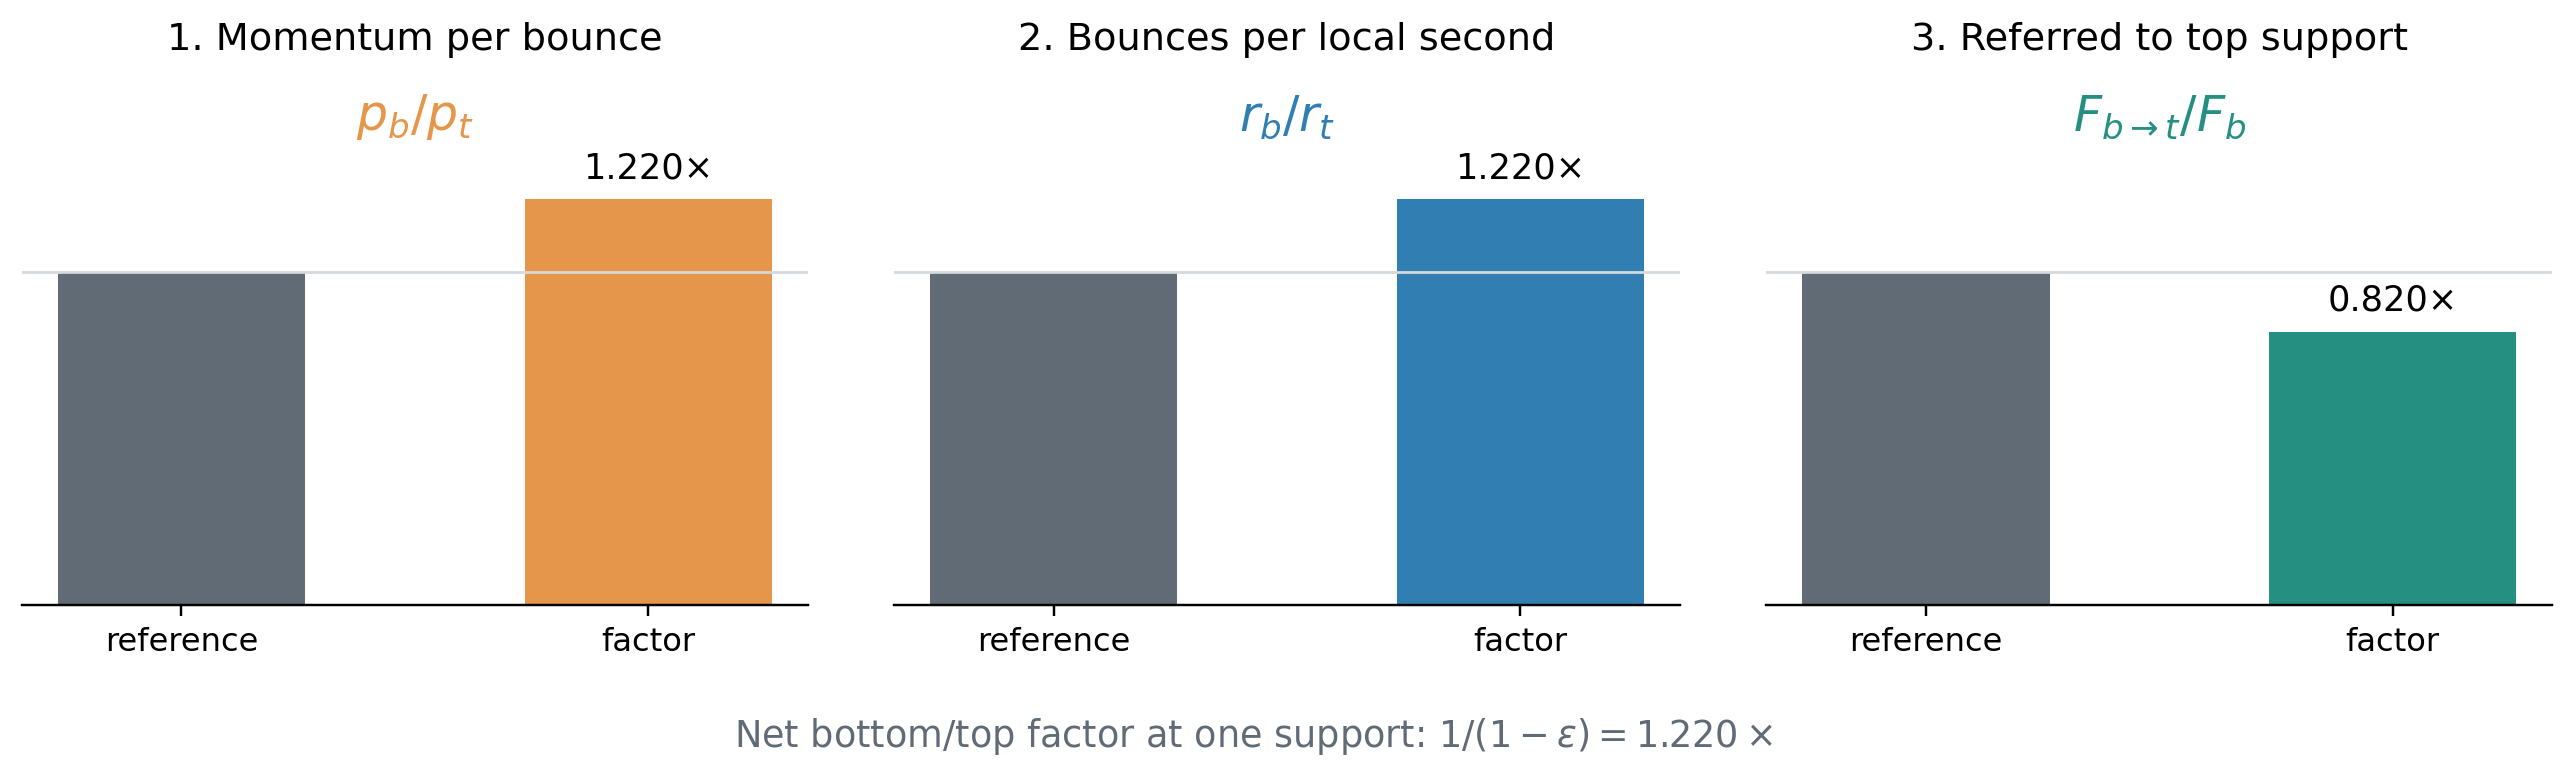 1. Momentum per bounce
p_b/p_t
1.220×
reference
factor
2. Bounces per local second
r_b/r_t
1.220×
reference
factor
3. Referred to top support
F_{b→t}/F_b
0.820×
reference
factor
Net bottom/top factor at one support: 1/(1 − ε) = 1.220 ×